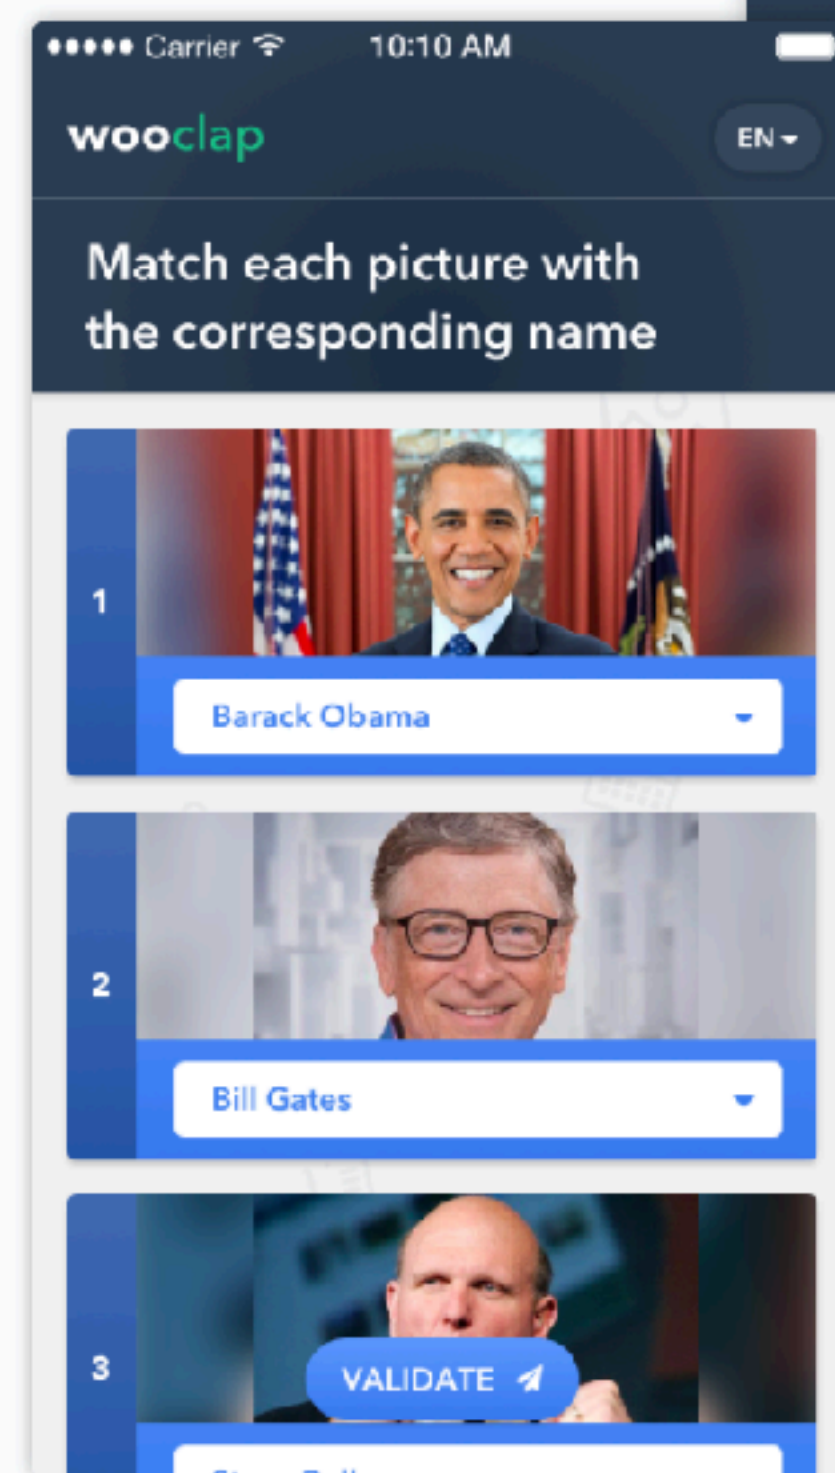 Carrier 10:10 AM
wooclap
EN
Match each picture with
the corresponding name
1
Barack Obama
2
Bill Gates
3
VALIDATE